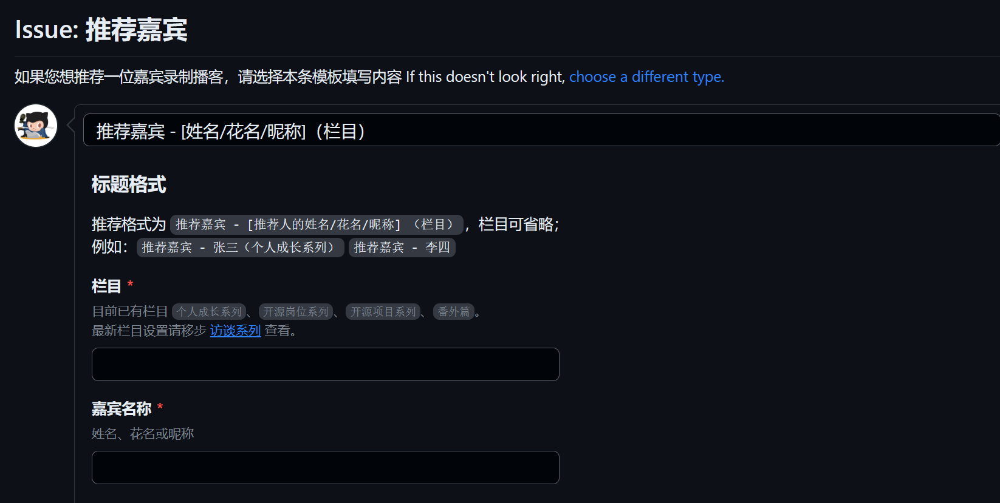 Issue: 推荐嘉宾
如果您想推荐一位嘉宾录制播客，请选择本条模板填写内容 If this doesn't look right, choose a different type.
推荐嘉宾 - [姓名/花名/昵称]（栏目）
标题格式
推荐格式为 推荐嘉宾 - [推荐人的姓名/花名/昵称] （栏目） ，栏目可省略；
例如： 推荐嘉宾 - 张三（个人成长系列） 推荐嘉宾 - 李四
栏目 *
目前已有栏目 个人成长系列 、 开源岗位系列 、 开源项目系列 、 番外篇 。
最新栏目设置请移步 访谈系列 查看。
嘉宾名称 *
姓名、花名或昵称